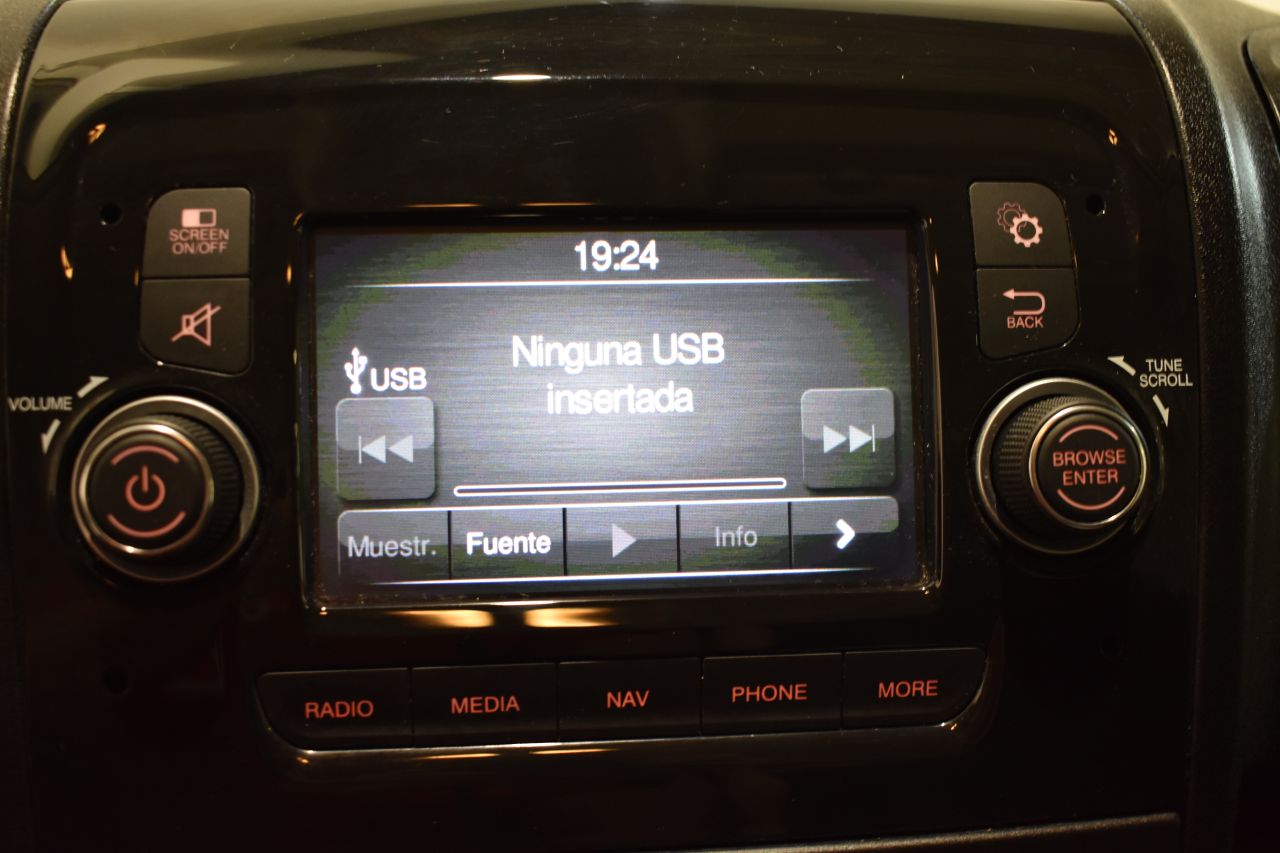 SCREEN
ON/OFF
19:24
BACK
Ninguna USB
insertada
USB
VOLUME
TUNE
SCROLL
BROWSE
ENTER
Muestr.
Fuente
Info
RADIO
MEDIA
NAV
PHONE
MORE